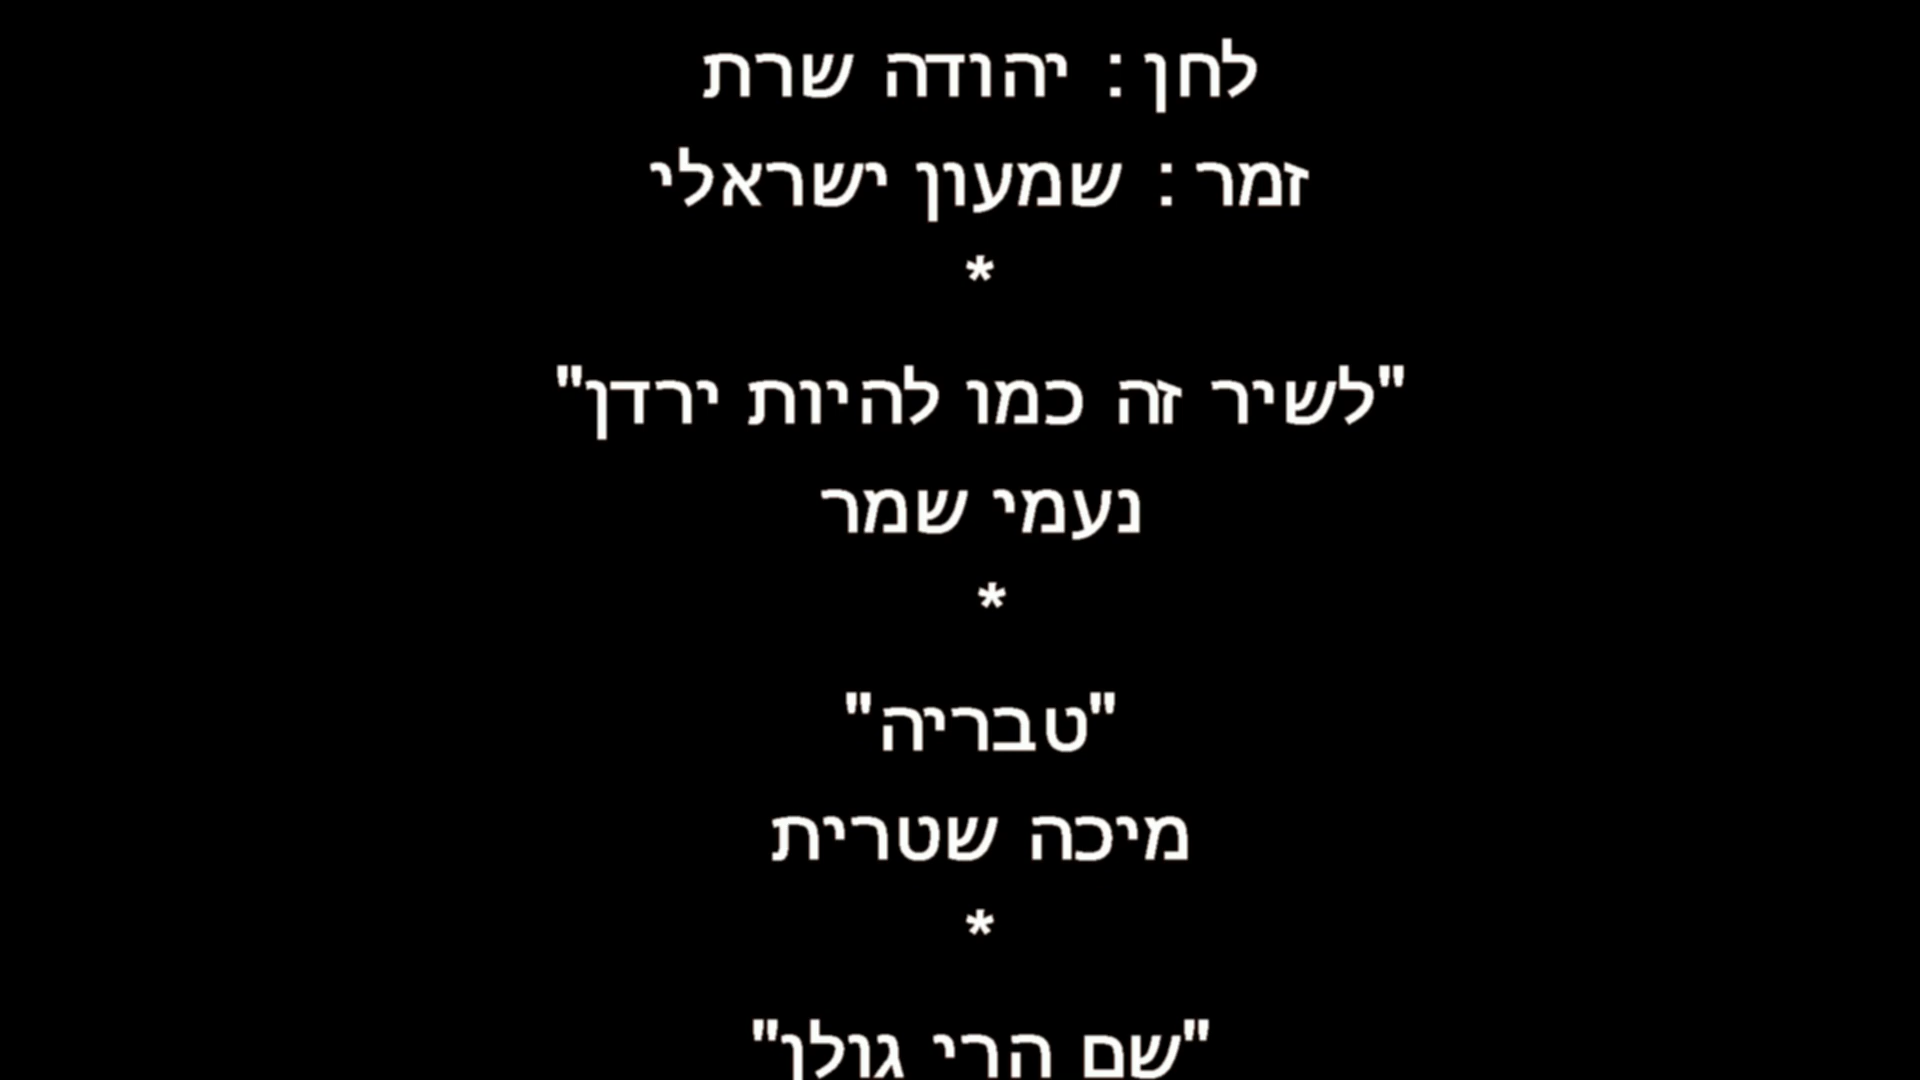 לחן : יהודה שרת
זמר : שמעון ישראלי
*
"לשיר זה כמו להיות ירדן"
נעמי שמר
*
"טבריה"
מיכה שטרית
*
"שם הרי גולן"